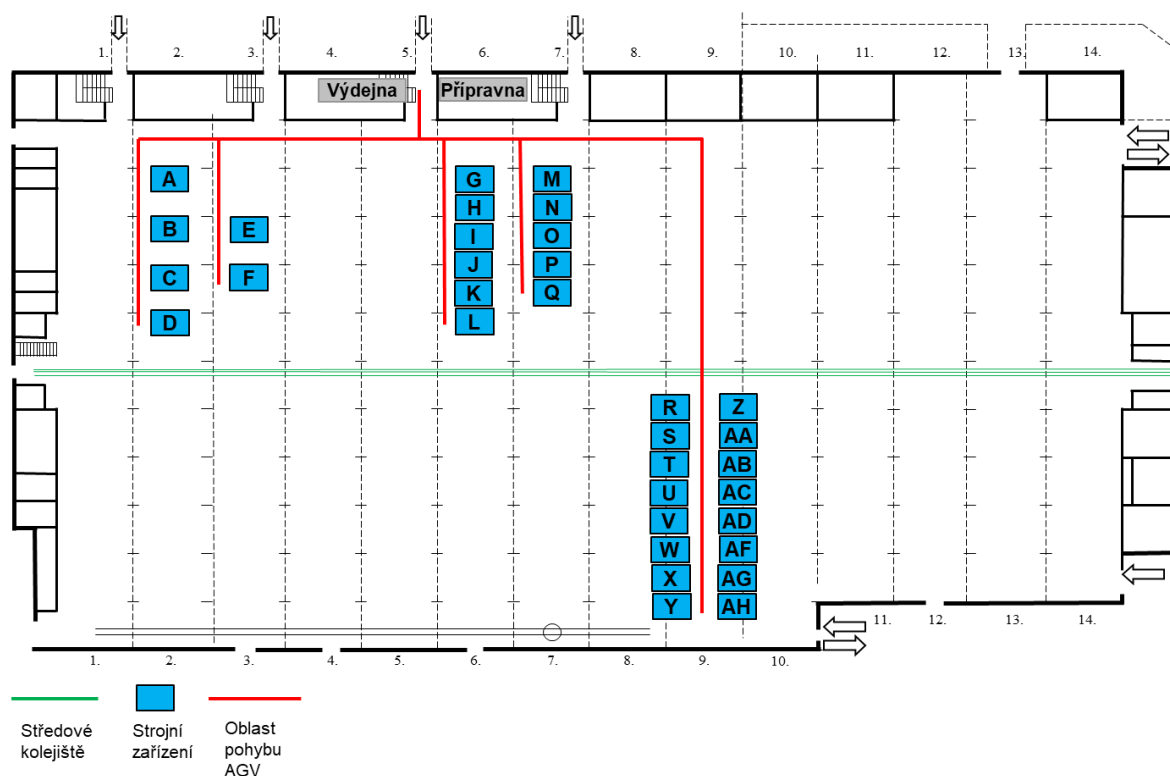 1. 2. 3. 4. 5. 6. 7. 8. 9. 10. 11. 12. 13. 14.
Výdejna Přípravna
A G M
H N
B E I O
C F J P
K Q
D L
R Z
S AA
T AB
U AC
V AD
W AF
X AG
Y AH
11. 12. 13. 14.
1. 2. 3. 4. 5. 6. 7. 8. 9. 10.
Středové
kolejiště
Strojní
zařízení
Oblast
pohybu
AGV